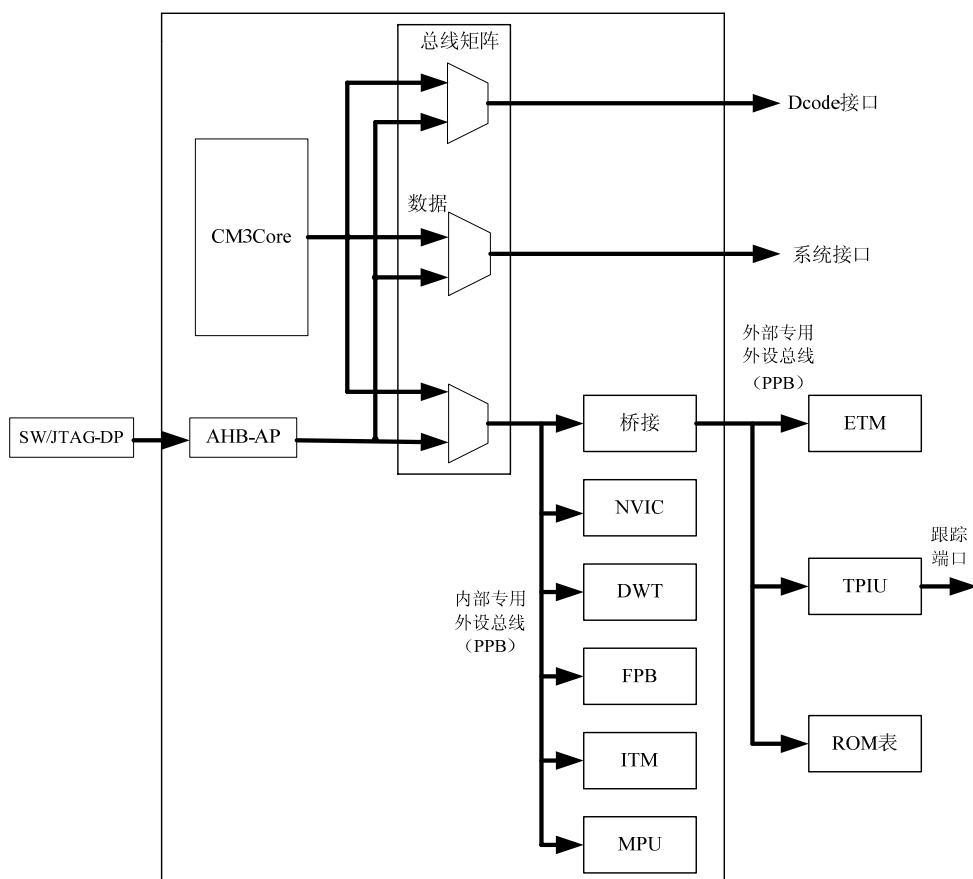 总线矩阵
Dcode接口
数据
CM3Core
系统接口
外部专用
外设总线
（PPB）
SW/JTAG-DP
AHB-AP
桥接
ETM
NVIC
跟踪
端口
内部专用
外设总线
（PPB）
DWT
TPIU
FPB
ITM
ROM表
MPU